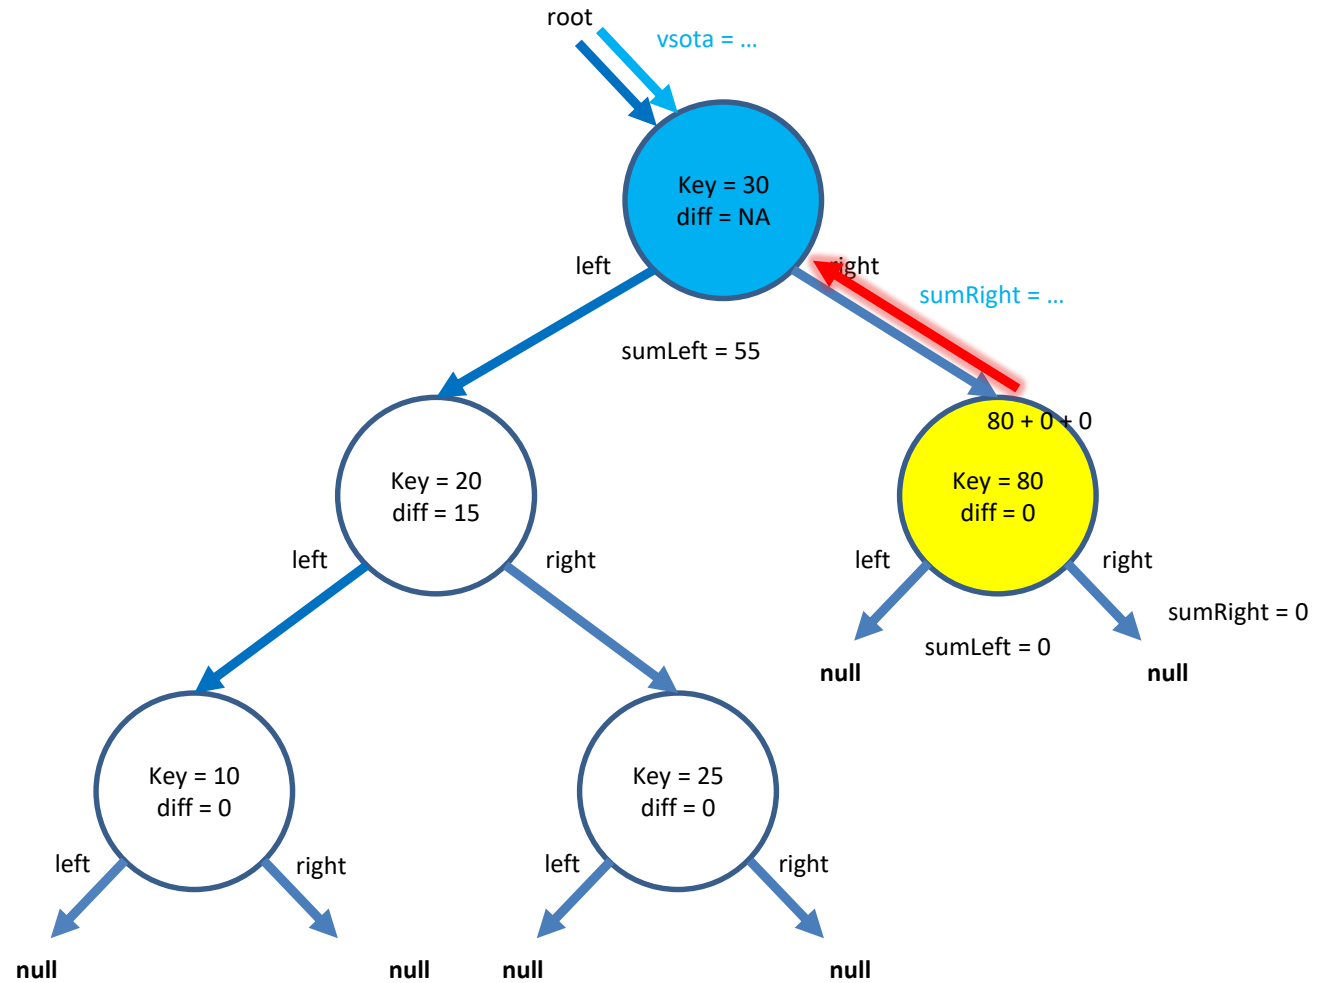 root
vsota = ...
Key = 30
diff = NA
left
right
sumRight = ...
sumLeft = 55
80 + 0 + 0
Key = 20
diff = 15
Key = 80
diff = 0
left
right
left
right
sumRight = 0
sumLeft = 0
null
null
Key = 10
diff = 0
Key = 25
diff = 0
left
right
left
right
null
null
null
null